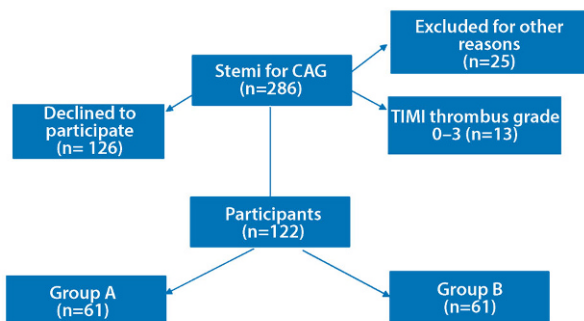 Excluded for other
reasons
(n=25)
Stemi for CAG
(n=286)
Declined to
participate
(n= 126)
TIMI thrombus grade
0–3 (n=13)
Participants
(n=122)
Group A
(n=61)
Group B
(n=61)